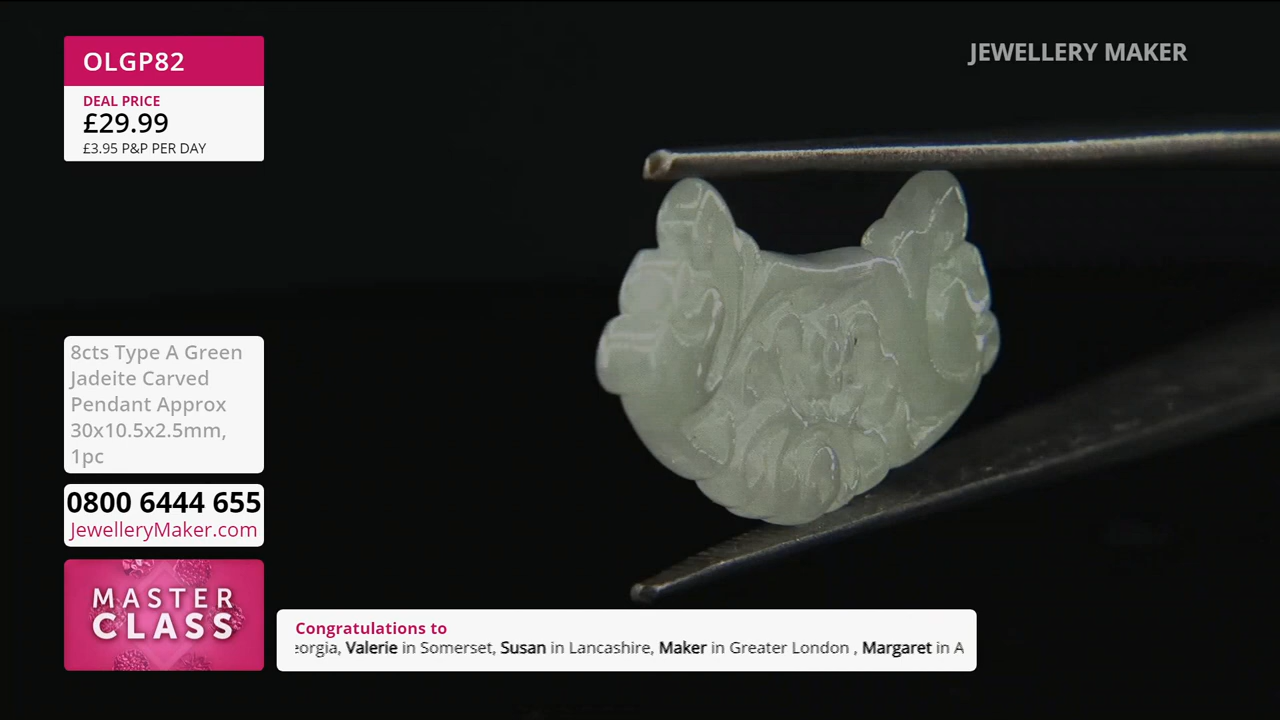 OLGP82
DEAL PRICE
£29.99
£3.95 P&P PER DAY
JEWELLERY MAKER
8cts Type A Green
Jadeite Carved
Pendant Approx
30x10.5x2.5mm,
1pc
0800 6444 655
JewelleryMaker.com
MASTER
CLASS
Congratulations to
eorgia, Valerie in Somerset, Susan in Lancashire, Maker in Greater London , Margaret in A